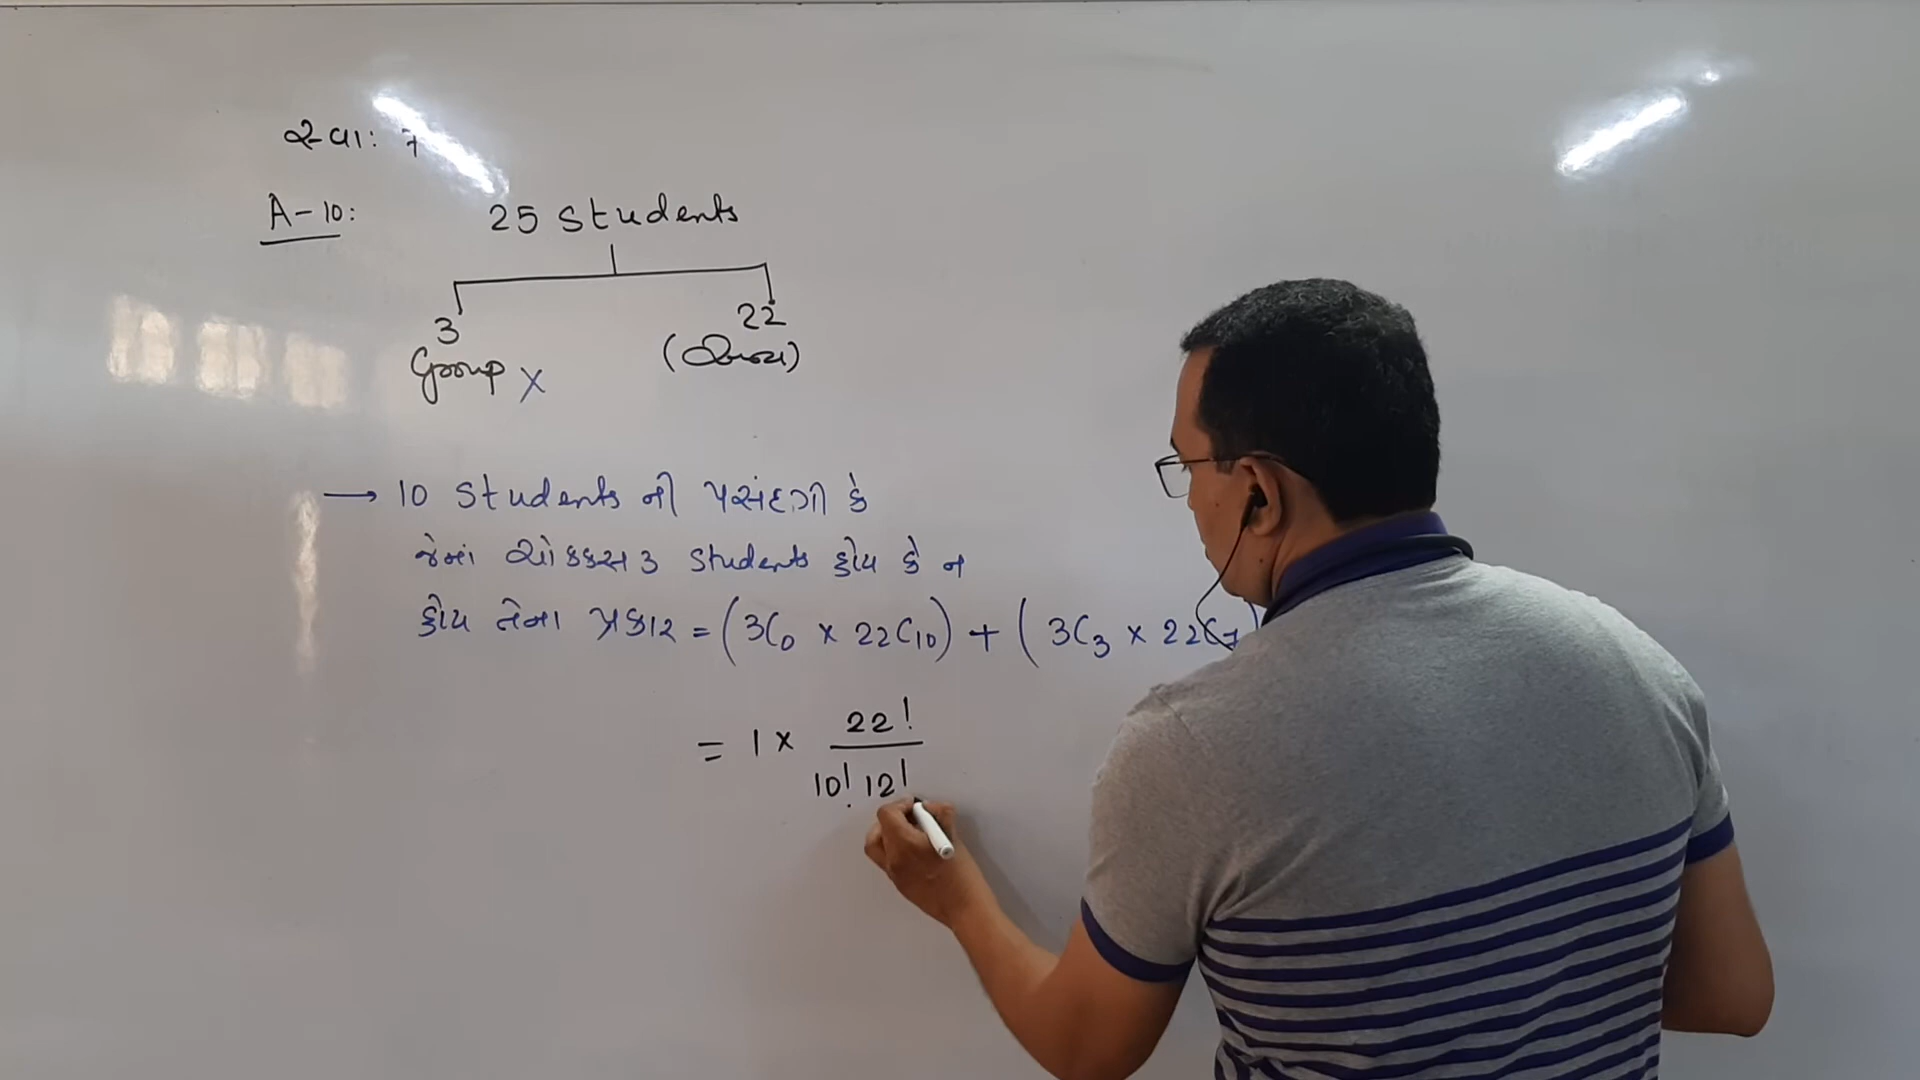 સ્વા: 7
A-10: 25 Students
3 22
Group X (અન્ય)
→ 10 Students ની પસંદગી કે
જેમાં ચોક્કસ 3 students હોય કે ન
હોય તેના પ્રકાર = (3C₀ × 22C₁₀) + (3C₃ × 22C₇)
= 1 × 22! / 10! 12!